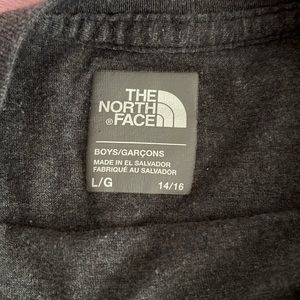 THE
NORTH
® FACE
BOYS/GARÇONS
MADE IN EL SALVADOR
FABRIQUÉ AU SALVADOR
L/G 14/16